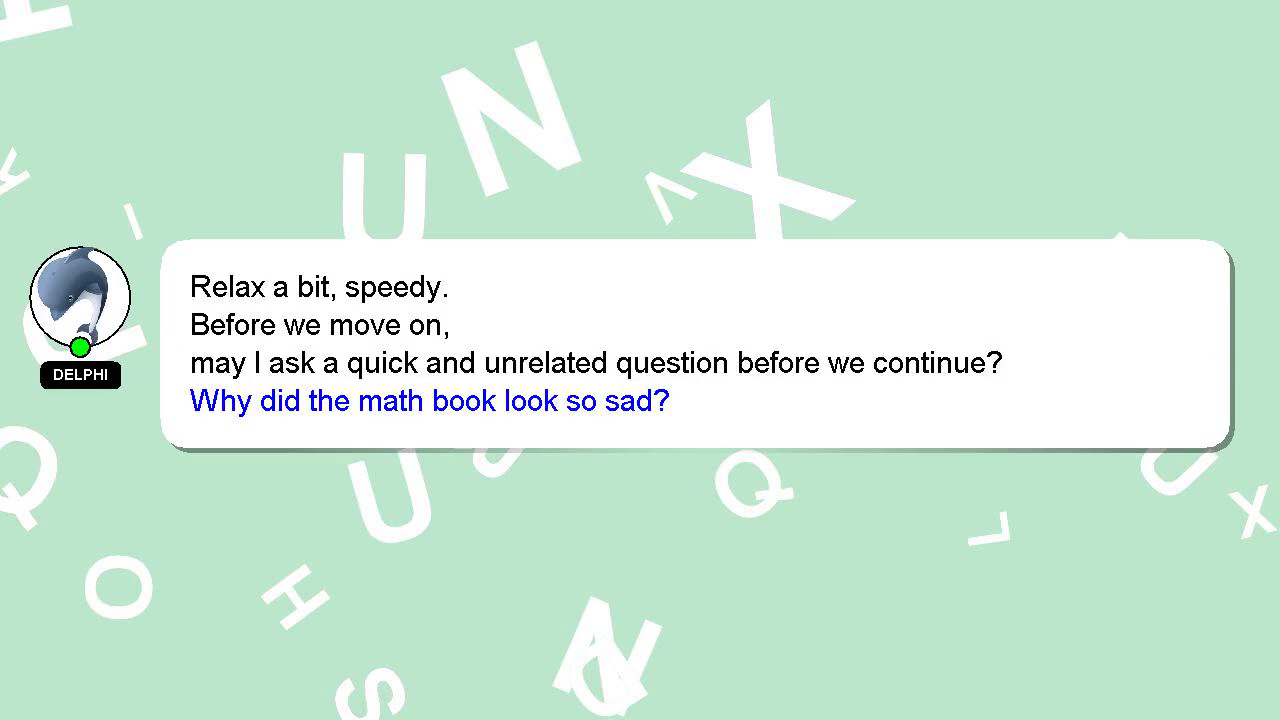 Relax a bit, speedy.
Before we move on,
may I ask a quick and unrelated question before we continue?
Why did the math book look so sad?
DELPHI